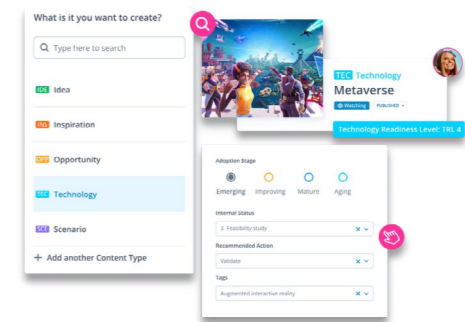 What is it you want to create?
Type here to search
IDE Idea
INS Inspiration
OPP Opportunity
TEC Technology
SCE Scenario
+ Add another Content Type
TEC Technology
Metaverse
Watching PUBLISHED
Technology Readiness Level: TRL 4
Adoption Stage
Emerging Improving Mature Aging
Internal Status
2. Feasibility study
Recommended Action
Validate
Tags
Augmented interactive reality